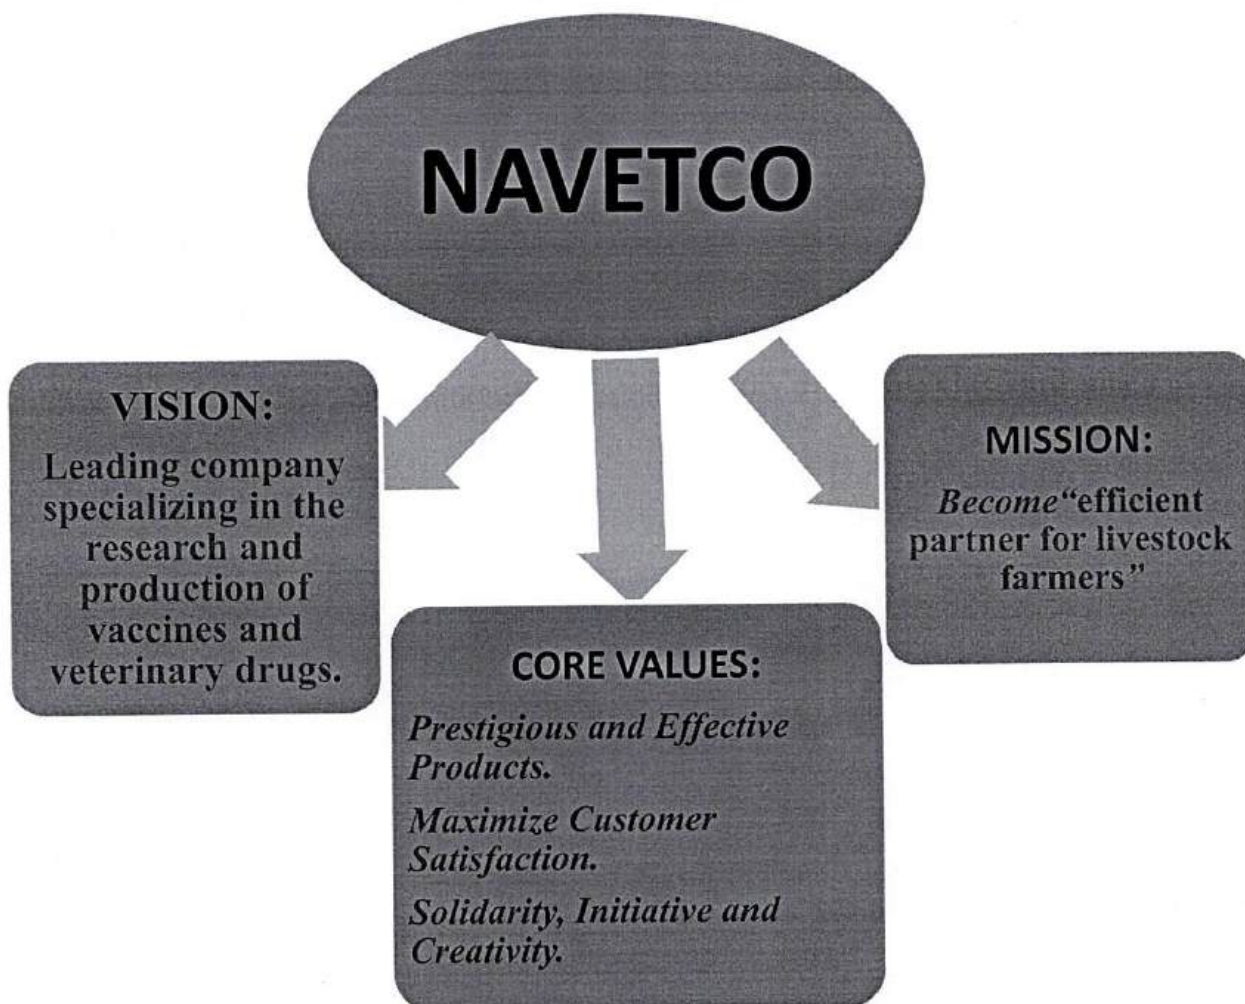 NAVETCO
VISION:
Leading company
specializing in the
research and
production of
vaccines and
veterinary drugs.
CORE VALUES:
Prestigious and Effective
Products.
Maximize Customer
Satisfaction.
Solidarity, Initiative and
Creativity.
MISSION:
Become“efficient
partner for livestock
farmers”